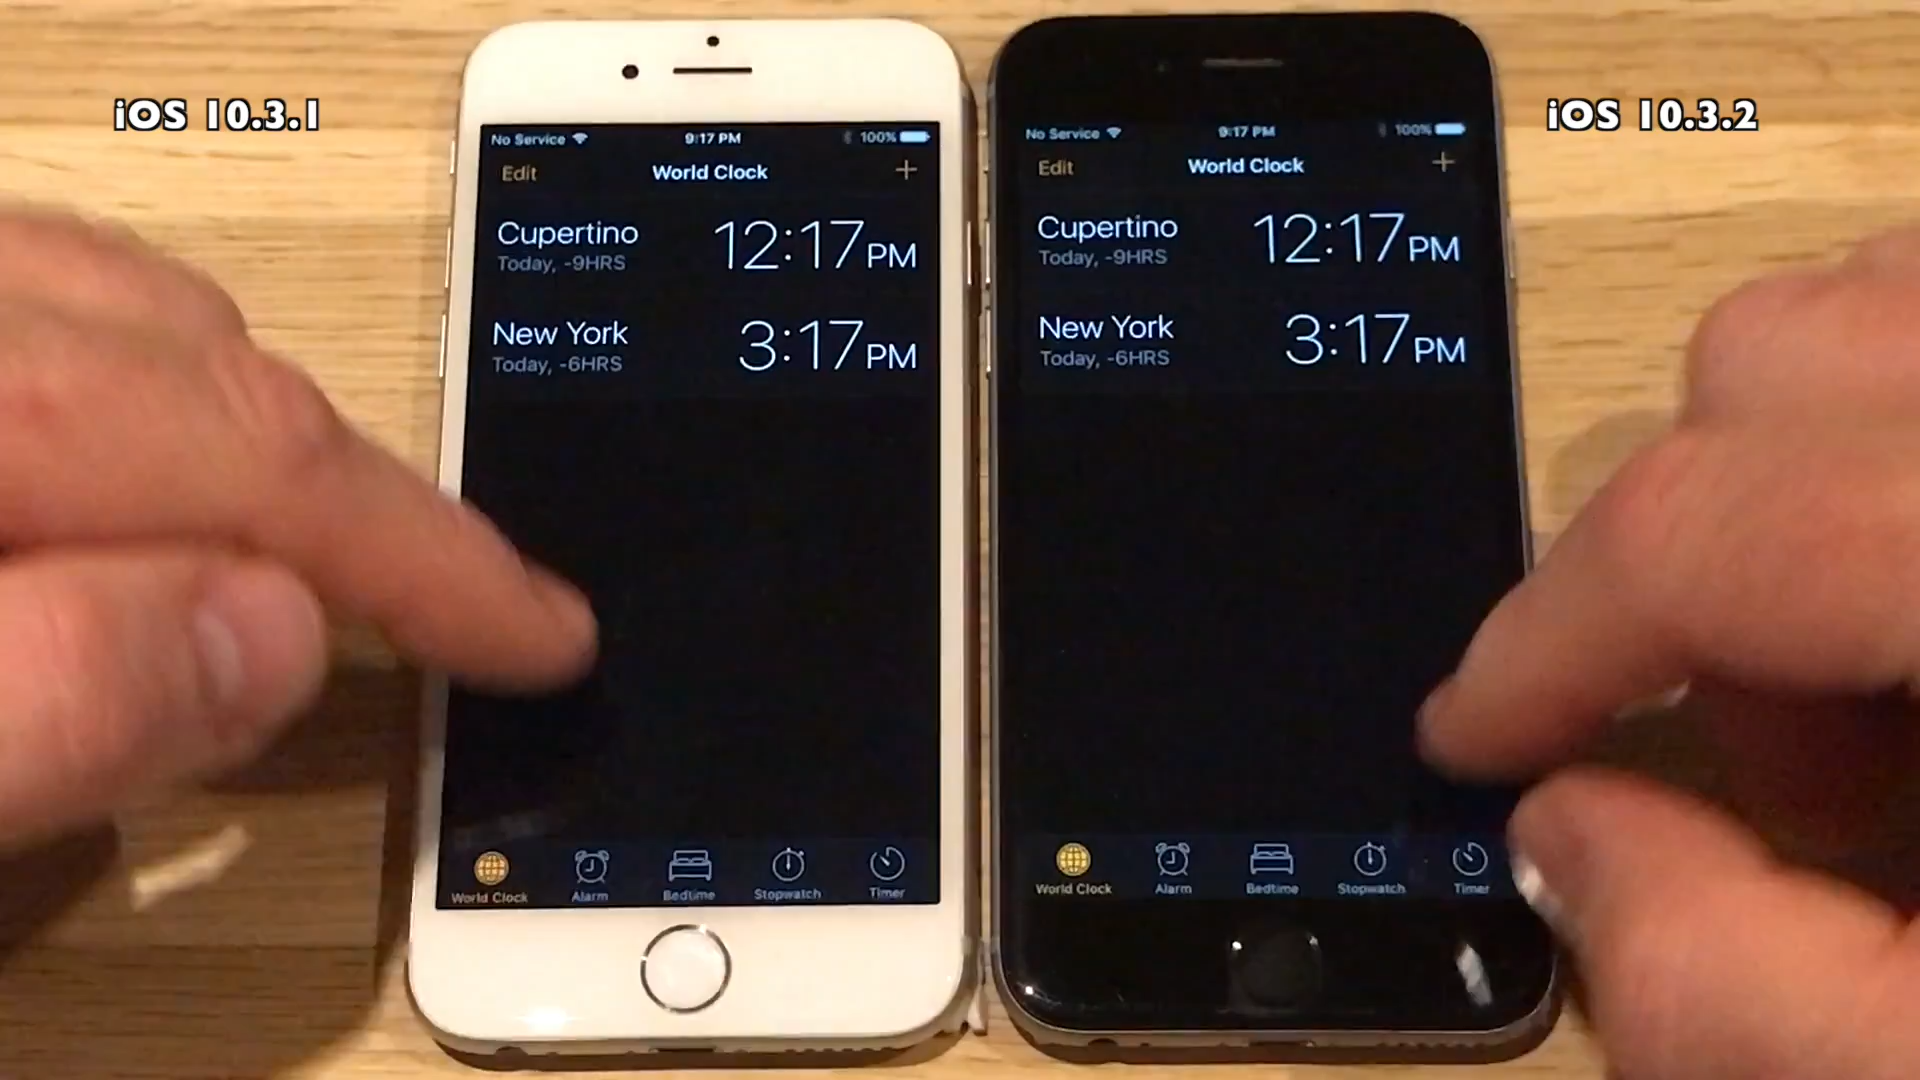 iOS 10.3.1
No Service 9:17 PM 100%
Edit World Clock +
Cupertino 12:17PM
Today, -9HRS
New York 3:17PM
Today, -6HRS
World Clock Alarm Bedtime Stopwatch Timer
iOS 10.3.2
No Service 9:17 PM 100%
Edit World Clock +
Cupertino 12:17PM
Today, -9HRS
New York 3:17PM
Today, -6HRS
World Clock Alarm Bedtime Stopwatch Timer